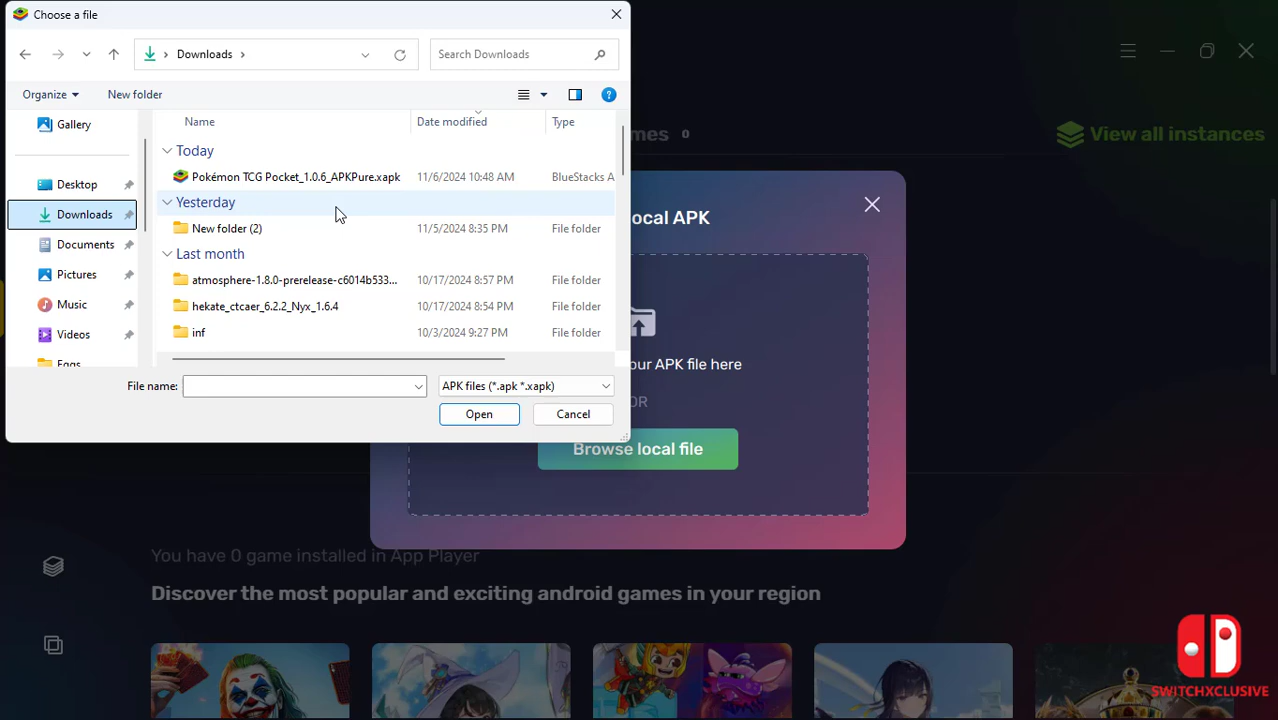 Choose a file
Downloads
Search Downloads
Organize
New folder
Gallery
Desktop
Downloads
Documents
Pictures
Music
Videos
Name
Date modified
Type
Today
Pokémon TCG Pocket_1.0.6_APKPure.xapk 11/6/2024 10:48 AM BlueStacks A
Yesterday
New folder (2) 11/5/2024 8:35 PM File folder
Last month
atmosphere-1.8.0-prerelease-c6014b533... 10/17/2024 8:57 PM File folder
hekate_ctcaer_6.2.2_Nyx_1.6.4 10/17/2024 8:54 PM File folder
inf 10/3/2024 9:27 PM File folder
File name:
APK files (*.apk *.xapk)
Open
Cancel
mes 0
View all instances
ocal APK
our APK file here
OR
Browse local file
You have 0 game installed in App Player
Discover the most popular and exciting android games in your region
SWITCHXCLUSIVE